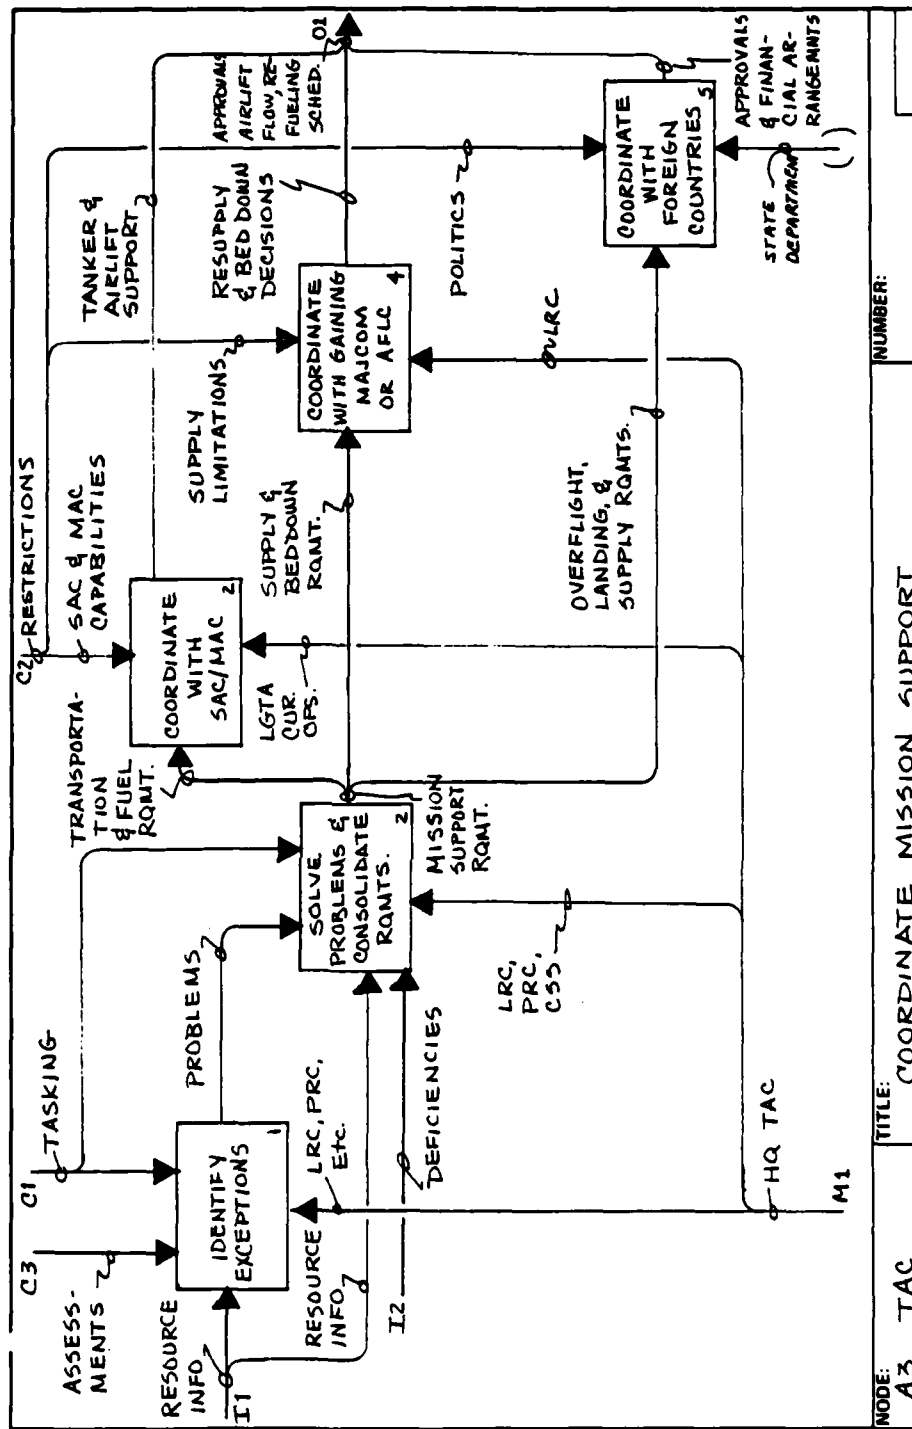 C2
RESTRICTIONS
SAC & MAC
CAPABILITIES
C1
TASKING
C3
ASSESS-
MENTS
TRANSPORTA-
TION
& FUEL
RQMT.
TANKER &
AIRLIFT
SUPPORT
COORDINATE
WITH
SAC/MAC
2
SUPPLY
LIMITATIONS
RESUPPLY
& BED DOWN
DECISIONS
APPROVALS
AIRLIFT
FLOW, RE-
FUELING
SCHED.
O1
PROBLEMS
RESOURCE
INFO
I1
IDENTIFY
EXCEPTIONS
1
LGTA
CUR.
OPS.
SUPPLY &
BEDDOWN
RQMT.
COORDINATE
WITH GAINING
MAJCOM
OR AFLC
4
SOLVE
PROBLEMS &
CONSOLIDATE
RQMTS.
2
MISSION
SUPPORT
RQMT.
POLITICS
LRC, PRC,
Etc.
RESOURCE
INFO
I2
DEFICIENCIES
LRC,
PRC,
CSS
LRC
OVERFLIGHT,
LANDING, &
SUPPLY RQMTS.
COORDINATE
WITH
FOREIGN
COUNTRIES
5
APPROVALS
& FINAN-
CIAL AR-
RANGEMNTS
STATE
DEPARTMENT
( )
HQ TAC
M1
NODE:
A3 TAC
TITLE:
COORDINATE MISSION SUPPORT
NUMBER: